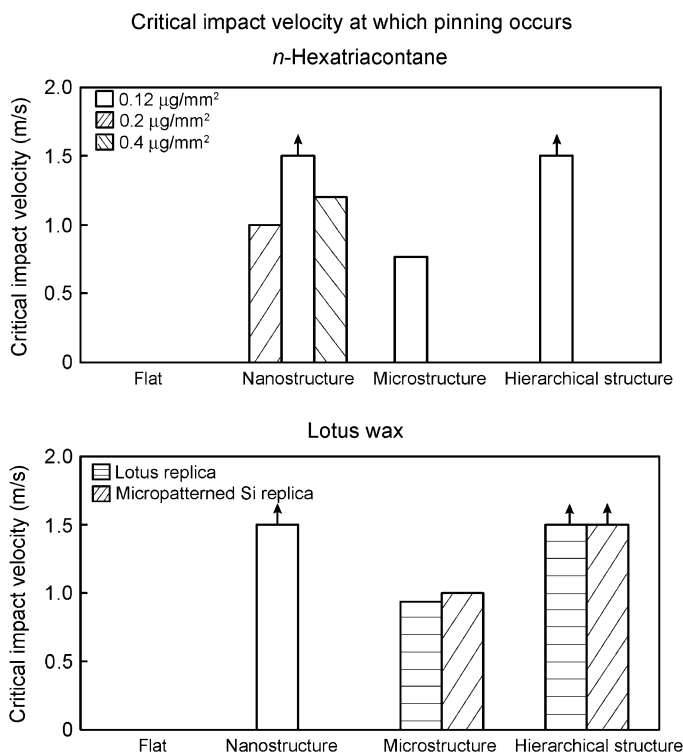 Critical impact velocity at which pinning occurs
n-Hexatriacontane
Critical impact velocity (m/s)
2.0
1.5
1.0
0.5
0
0.12 μg/mm²
0.2 μg/mm²
0.4 μg/mm²
Flat
Nanostructure
Microstructure
Hierarchical structure
Lotus wax
Critical impact velocity (m/s)
2.0
1.5
1.0
0.5
0
Lotus replica
Micropatterned Si replica
Flat
Nanostructure
Microstructure
Hierarchical structure